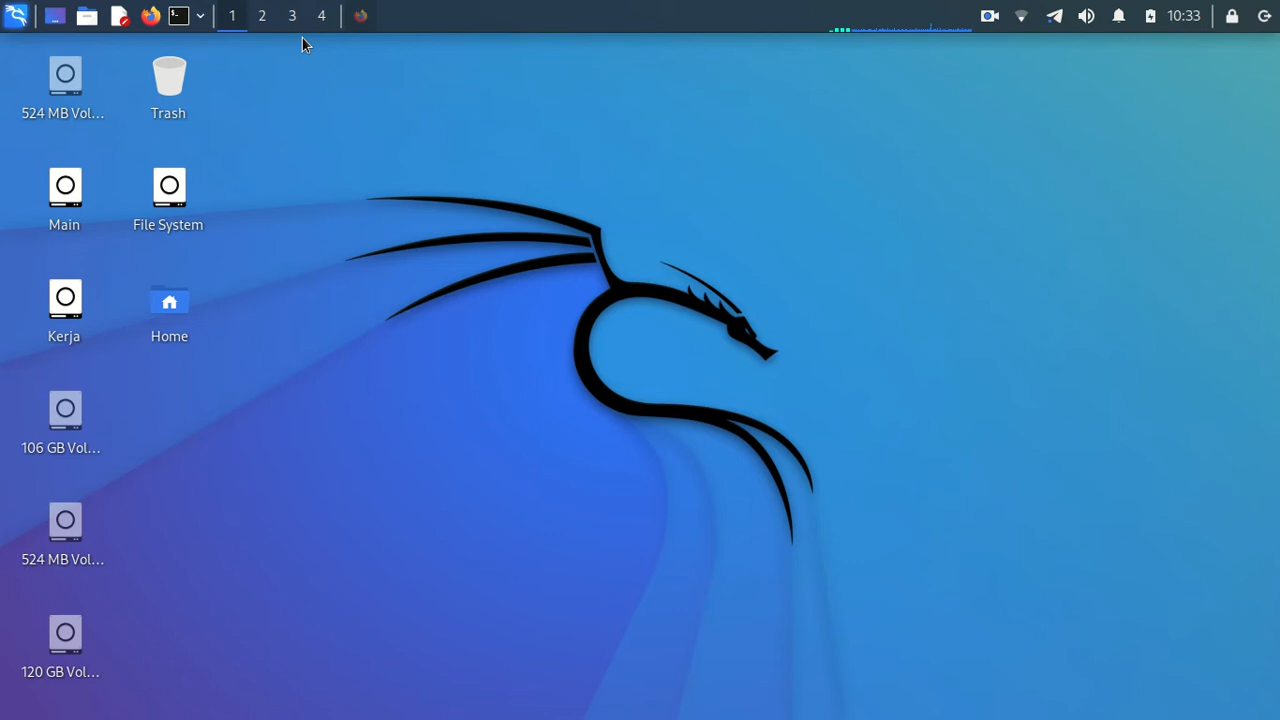 1 2 3 4 10:33
524 MB Vol...
Trash
Main
File System
Kerja
Home
106 GB Vol...
524 MB Vol...
120 GB Vol...